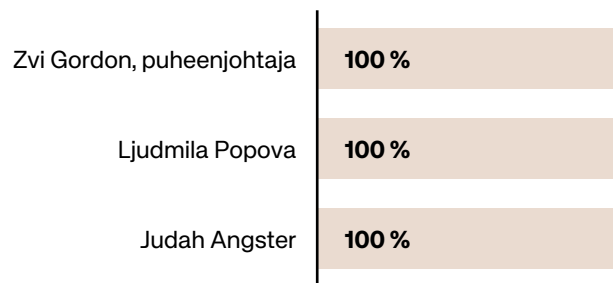 Zvi Gordon, puheenjohtaja 100 %
Ljudmila Popova 100 %
Judah Angster 100 %